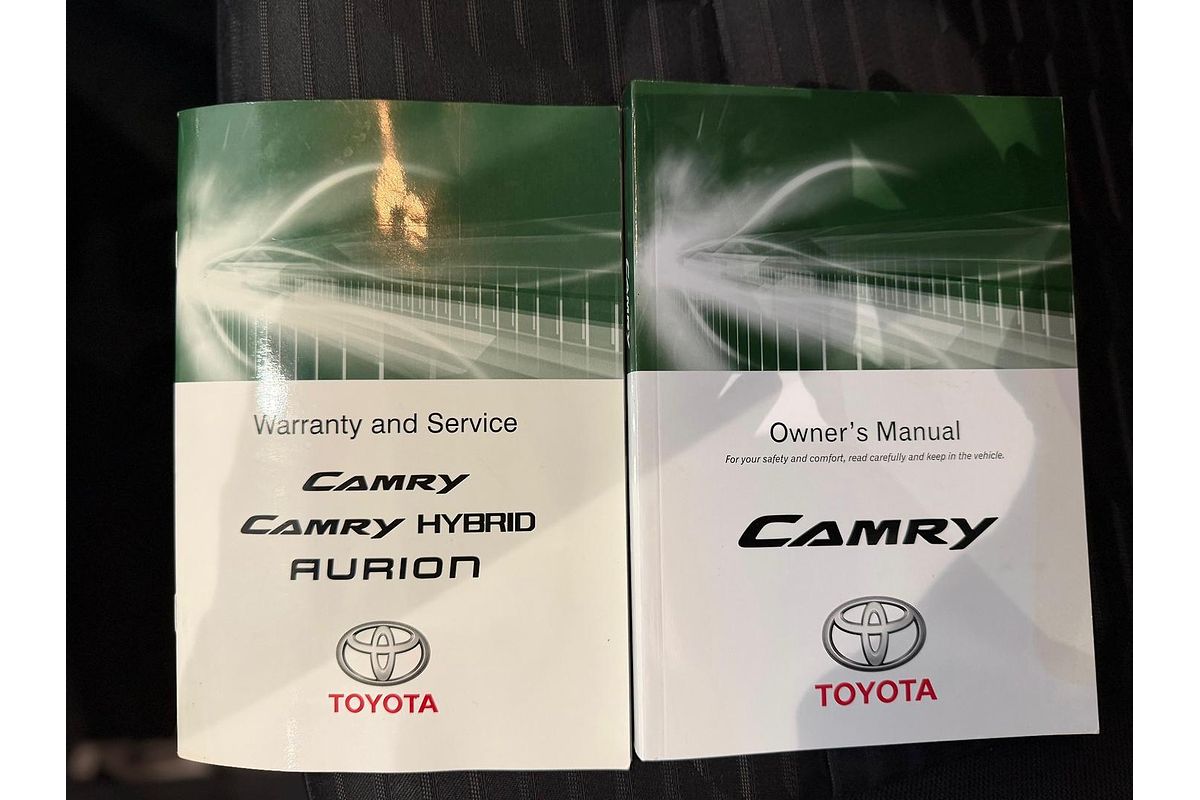 Warranty and Service
CAMRY
CAMRY HYBRID
AURION
TOYOTA
CAMRY
Owner's Manual
For your safety and comfort, read carefully and keep in the vehicle.
CAMRY
TOYOTA